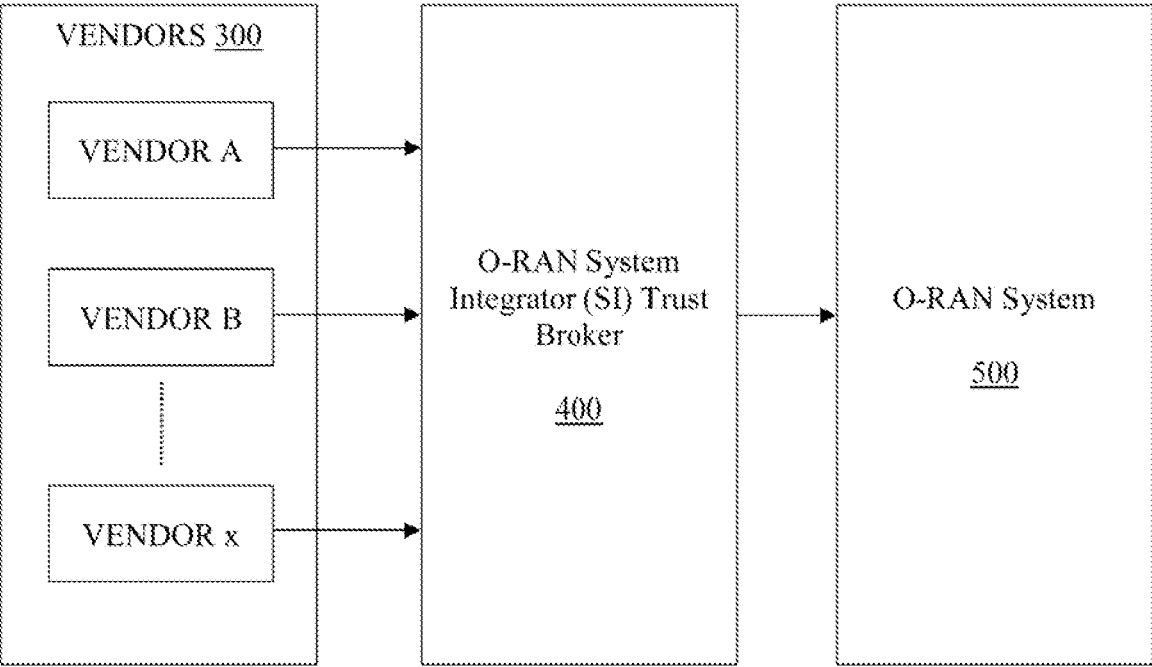 VENDORS 300
VENDOR A
VENDOR B
VENDOR x
O-RAN System
Integrator (SI) Trust
Broker
400
O-RAN System
500